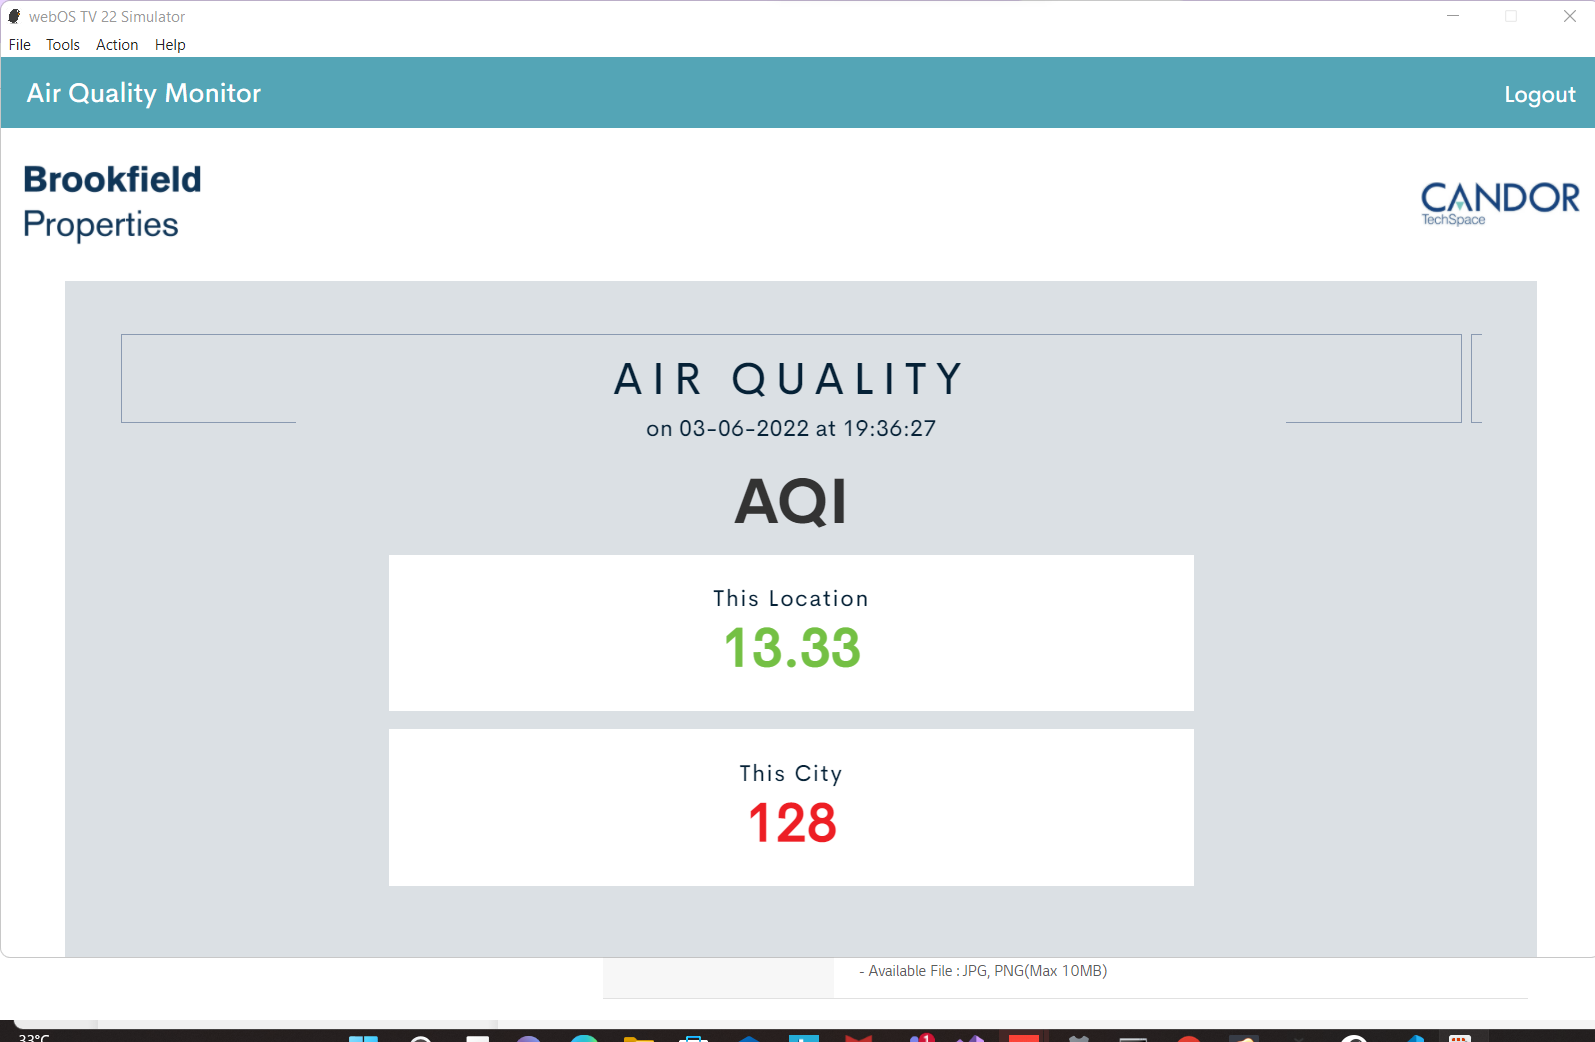 webOS TV 22 Simulator
File Tools Action Help
Air Quality Monitor
Logout
Brookfield
Properties
CANDOR
TechSpace
AIR QUALITY
on 03-06-2022 at 19:36:27
AQI
This Location
13.33
This City
128
- Available File : JPG, PNG(Max 10MB)
33°C
1